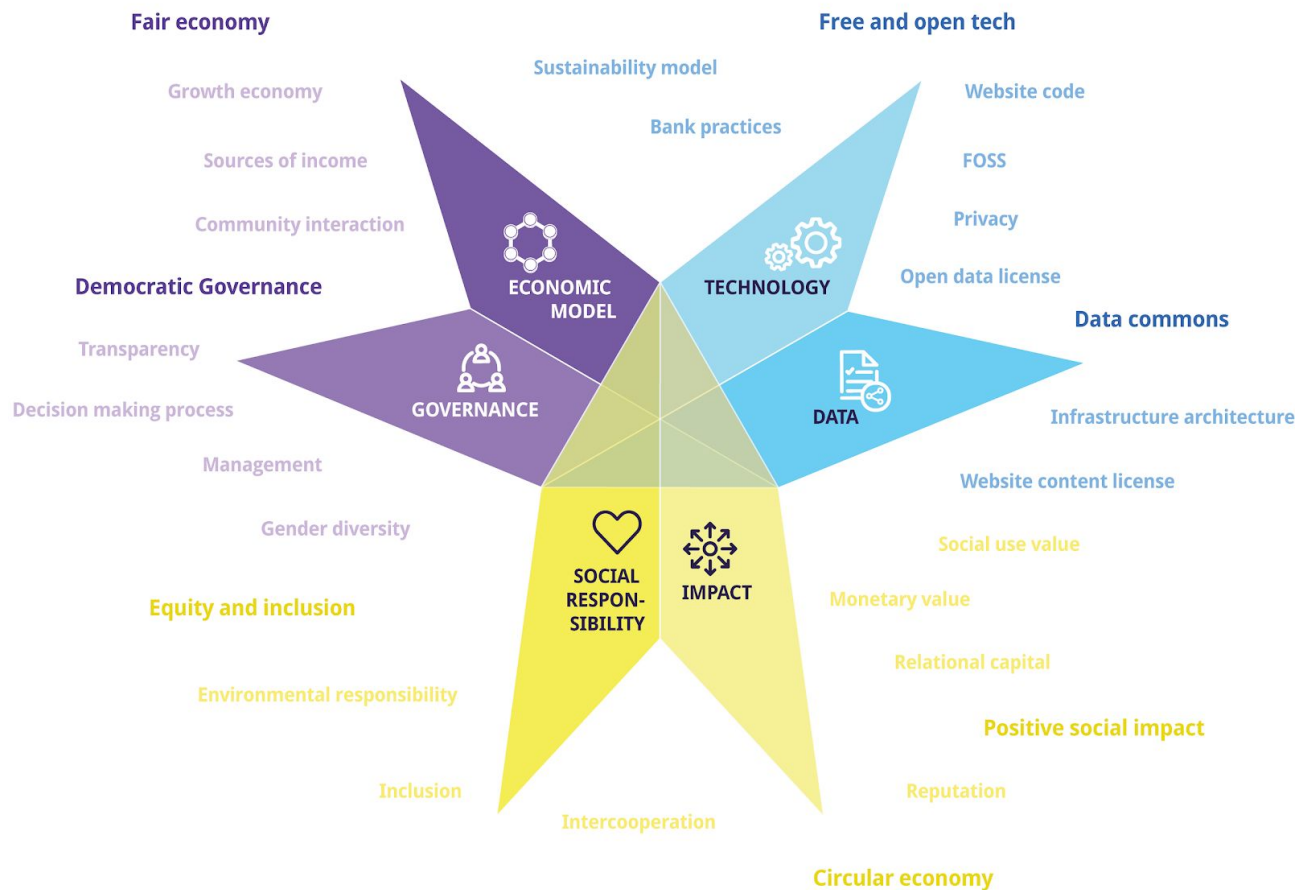 Fair economy
Free and open tech
Sustainability model
Growth economy
Website code
Bank practices
Sources of income
FOSS
Community interaction
Privacy
Open data license
Democratic Governance
ECONOMIC
MODEL
TECHNOLOGY
Data commons
Transparency
GOVERNANCE
DATA
Decision making process
Infrastructure architecture
Management
Website content license
Gender diversity
Social use value
SOCIAL
RESPON-
SIBILITY
IMPACT
Equity and inclusion
Monetary value
Relational capital
Environmental responsibility
Positive social impact
Inclusion
Reputation
Intercooperation
Circular economy